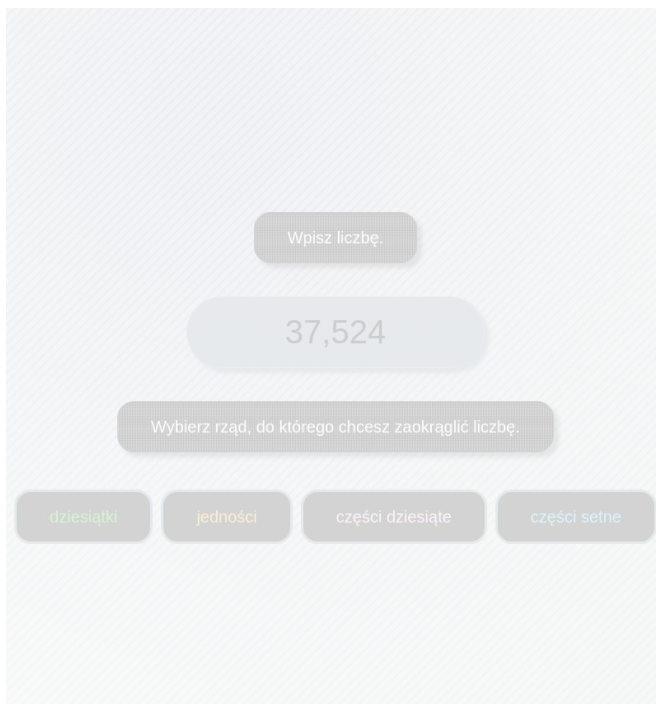 Wpisz liczbę.
37,524
Wybierz rząd, do którego chcesz zaokrąglić liczbę.
dziesiątki jedności części dziesiąte części setne